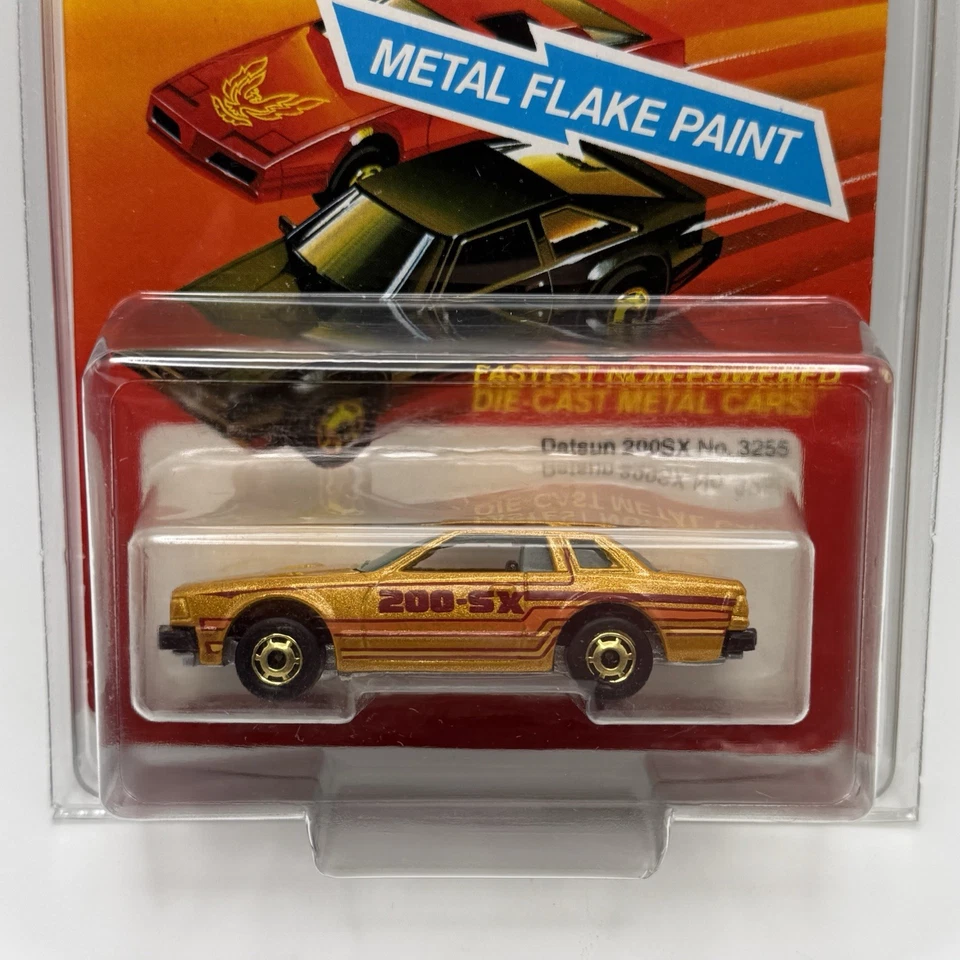 METAL FLAKE PAINT
FASTEST NON-POWERED
DIE-CAST METAL CARS!
Datsun 200SX No. 3255
200-SX